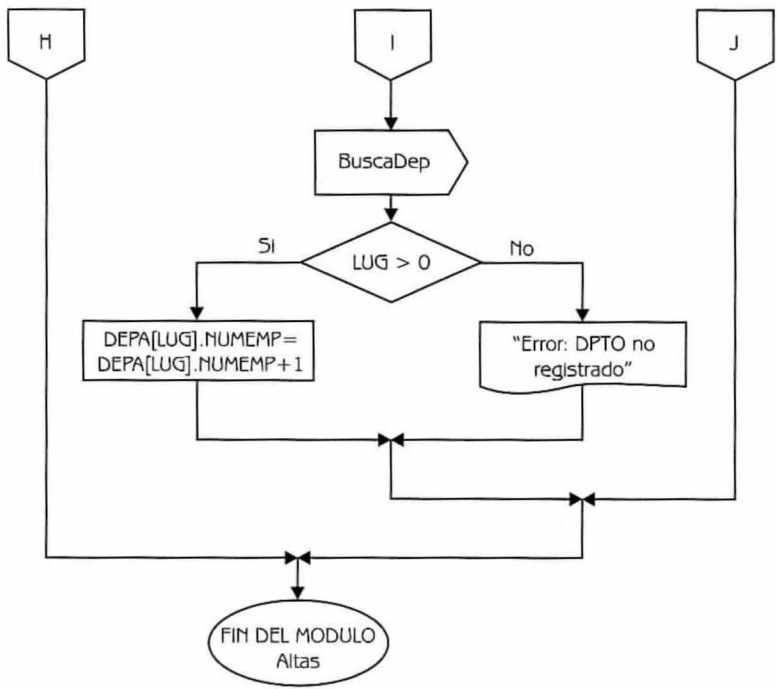 H
I
J
BuscaDep
Si
LUG > 0
No
DEPA[LUG].NUMEMP=
DEPA[LUG].NUMEMP+1
"Error: DPTO no
registrado"
FIN DEL MODULO
Altas